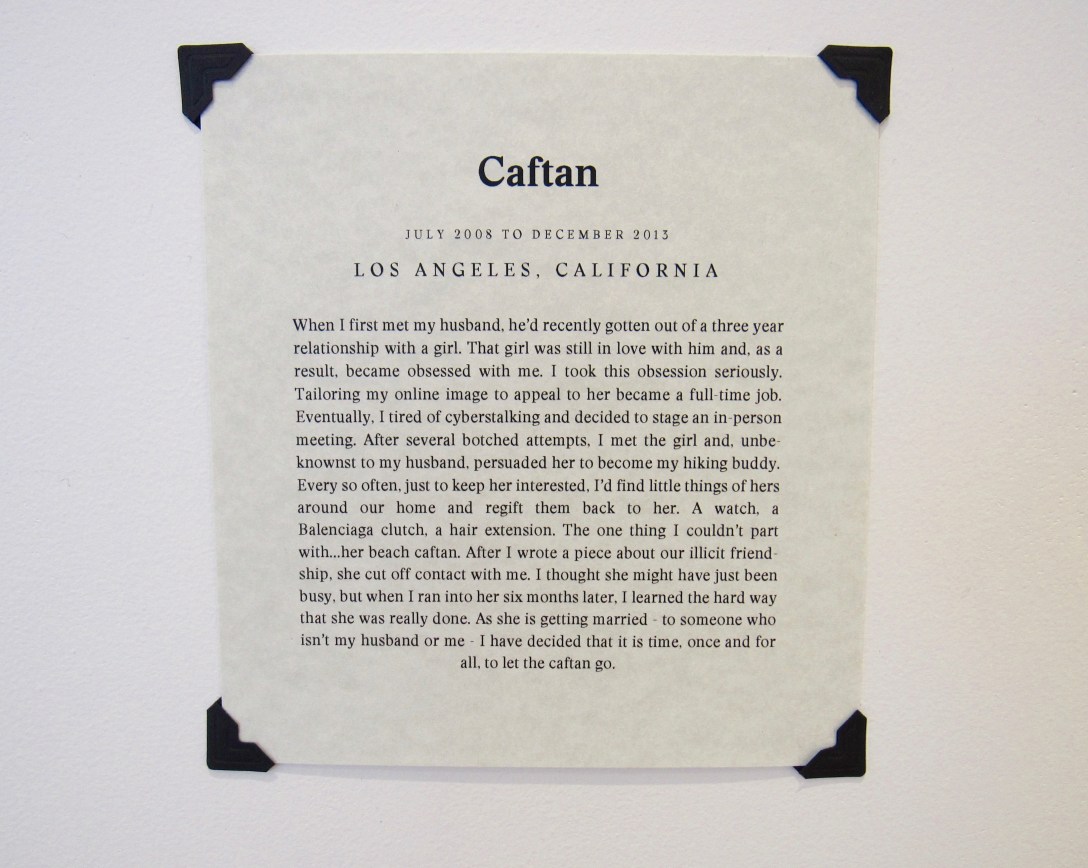 Caftan
JULY 2008 TO DECEMBER 2013
LOS ANGELES, CALIFORNIA
When I first met my husband, he'd recently gotten out of a three year
relationship with a girl. That girl was still in love with him and, as a
result, became obsessed with me. I took this obsession seriously.
Tailoring my online image to appeal to her became a full-time job.
Eventually, I tired of cyberstalking and decided to stage an in-person
meeting. After several botched attempts, I met the girl and, unbe-
knownst to my husband, persuaded her to become my hiking buddy.
Every so often, just to keep her interested, I'd find little things of hers
around our home and regift them back to her. A watch, a
Balenciaga clutch, a hair extension. The one thing I couldn't part
with...her beach caftan. After I wrote a piece about our illicit friend-
ship, she cut off contact with me. I thought she might have just been
busy, but when I ran into her six months later, I learned the hard way
that she was really done. As she is getting married - to someone who
isn't my husband or me - I have decided that it is time, once and for
all, to let the caftan go.